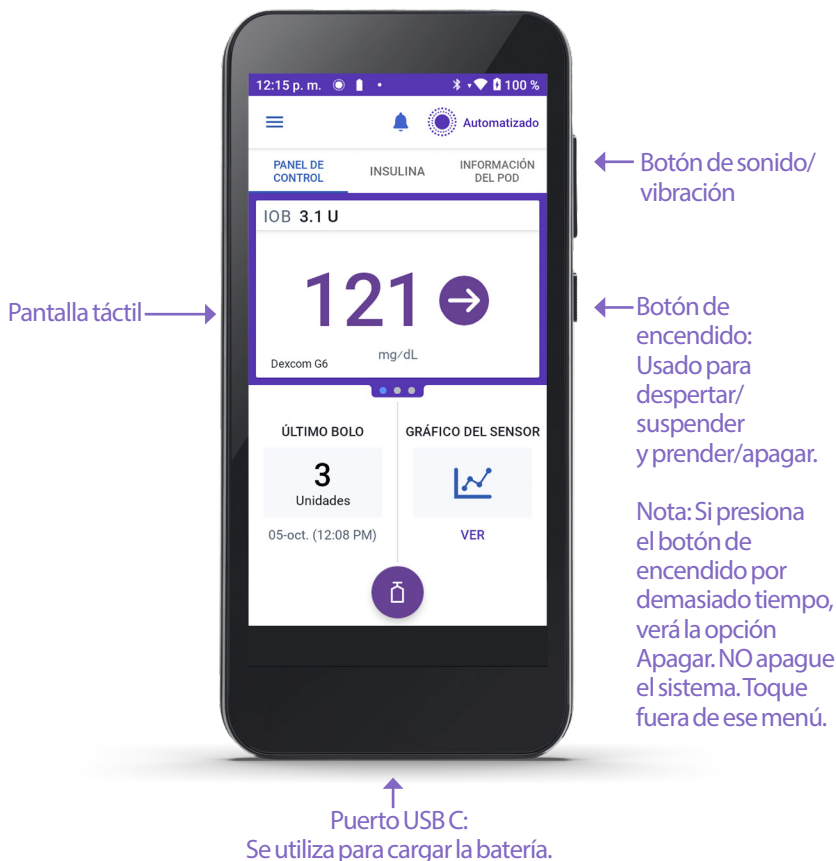 12:15 p. m.
100 %
Automatizado
PANEL DE
CONTROL
INSULINA
INFORMACIÓN
DEL POD
IOB 3.1 U
121
mg/dL
Dexcom G6
ÚLTIMO BOLO
3
Unidades
05-oct. (12:08 PM)
GRÁFICO DEL SENSOR
VER
Pantalla táctil
Botón de sonido/
vibración
Botón de
encendido:
Usado para
despertar/
suspender
y prender/apagar.
Nota: Si presiona
el botón de
encendido por
demasiado tiempo,
verá la opción
Apagar. NO apague
el sistema. Toque
fuera de ese menú.
Puerto USB C:
Se utiliza para cargar la batería.